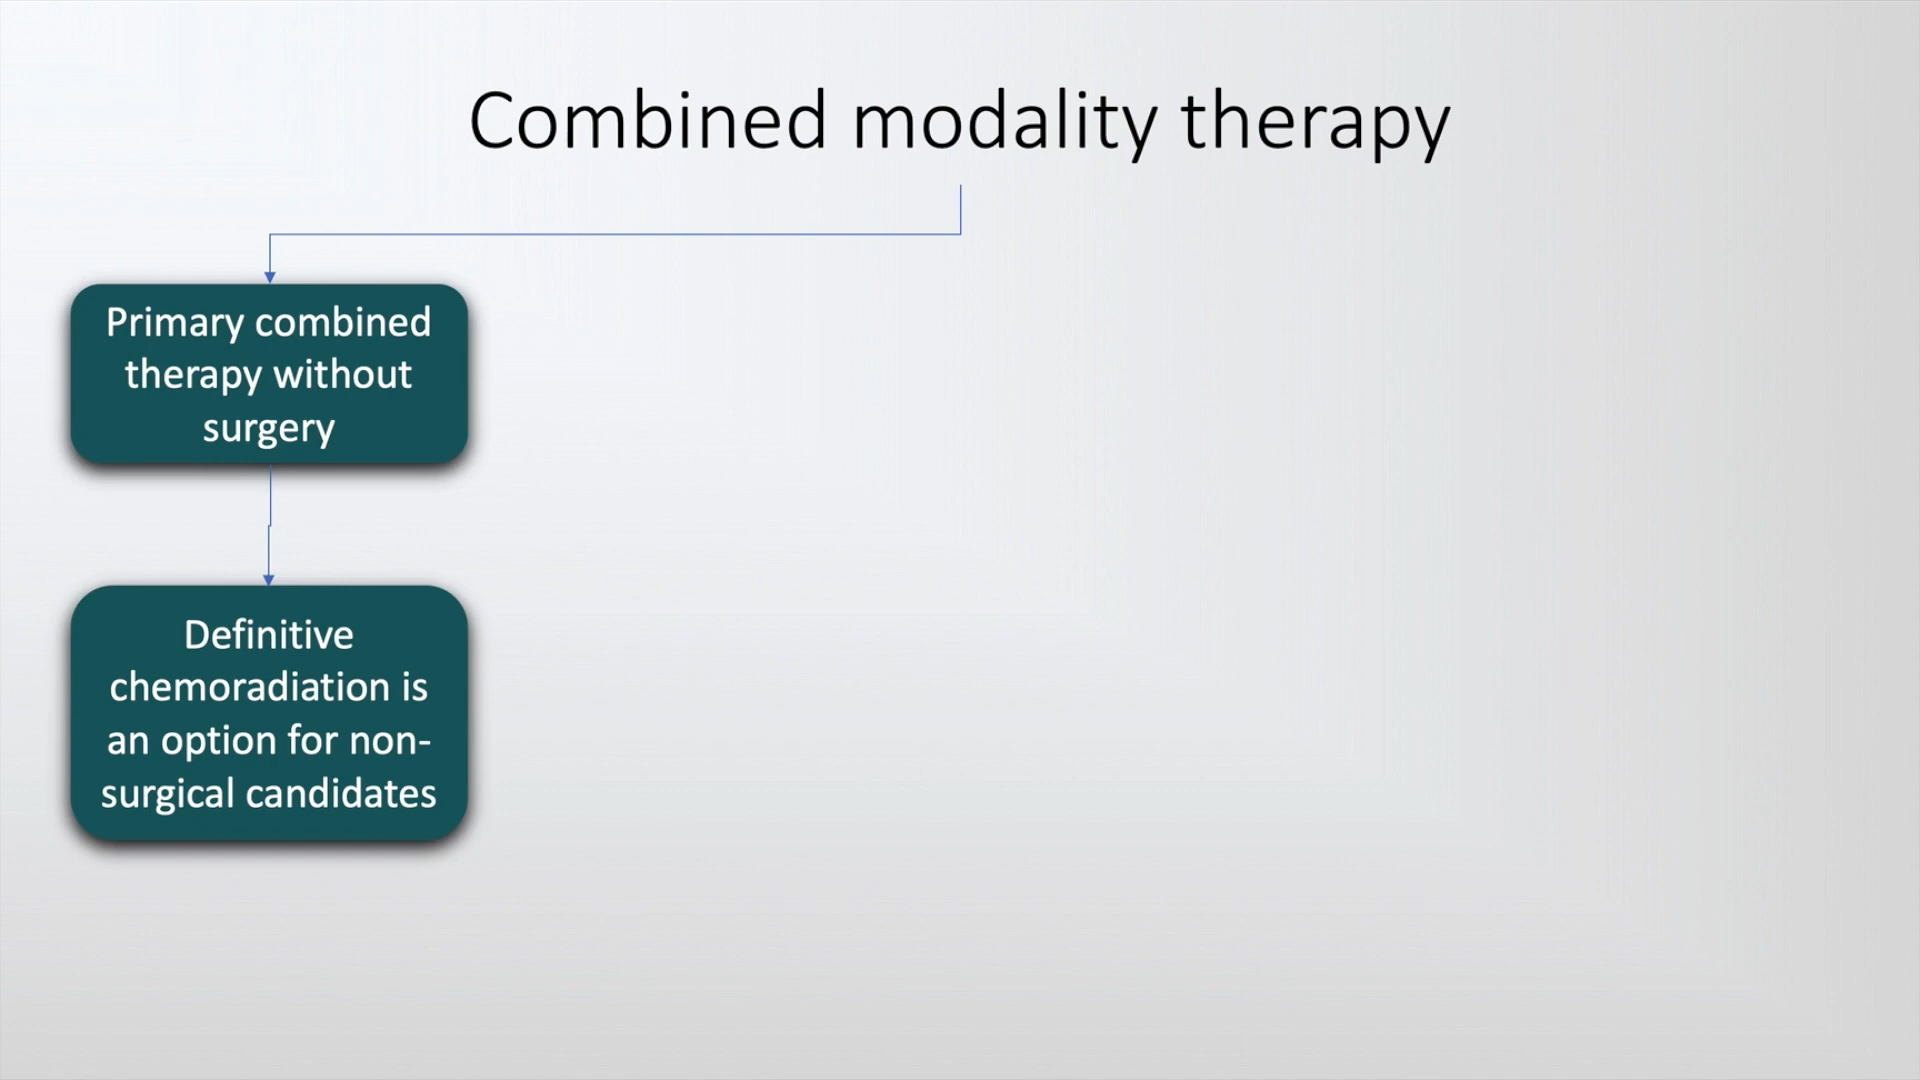 Combined modality therapy
Primary combined
therapy without
surgery
Definitive
chemoradiation is
an option for non-
surgical candidates